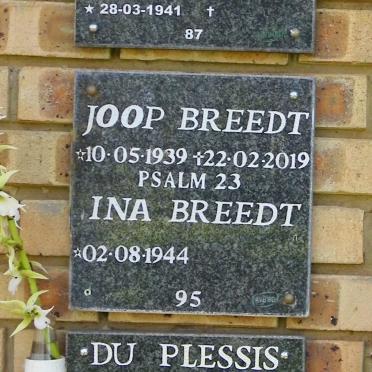 ★ 28-03-1941 †
87
JOOP BREEDT
☆10·05·1939 ✝22·02·2019
PSALM 23
INA BREEDT
☆02·08·1944
95
DU PLESSIS